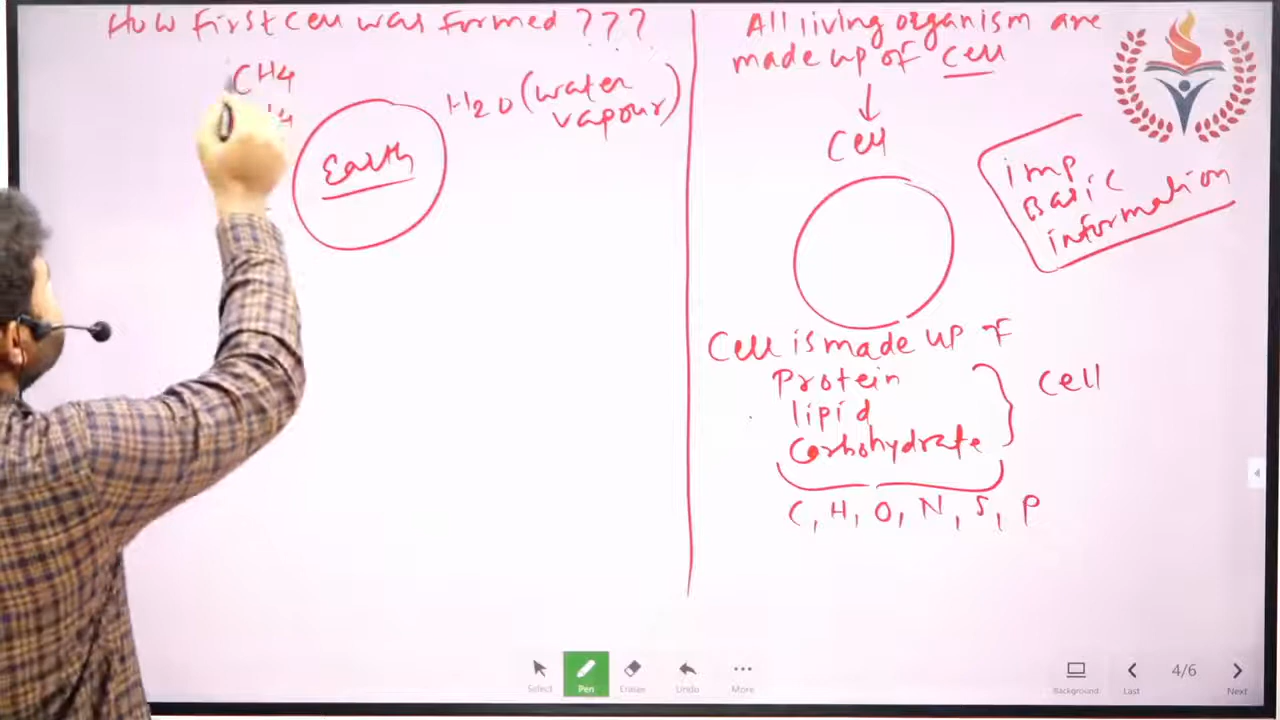 How First Cell was formed ???
CH4
H2O (water
vapour)
Earth
All living organism are
made up of Cell
Cell
imp
Basic
information
Cell is made up of
Protein
lipid
Carbohydrate
Cell
C, H, O, N, S, P
Select
Pen
Eraser
Undo
More
Background
Last
4/6
Next